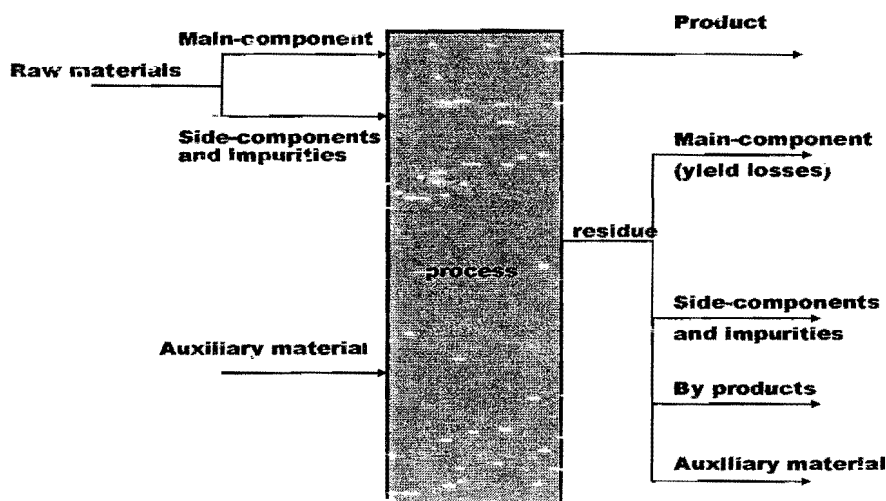 Main-component
Product
Raw materials
Side-components
and impurities
Main-component
(yield losses)
residue
process
Side-components
and impurities
Auxiliary material
By products
Auxiliary material